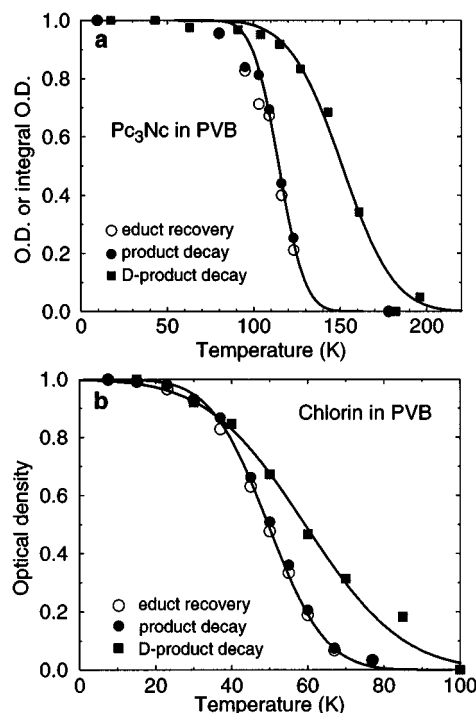 O.D. or integral O.D.
1.0
0.8
0.6
0.4
0.2
0.0
a
Pc₃Nc in PVB
educt recovery
product decay
D-product decay
0 50 100 150 200
Temperature (K)
Optical density
1.0
0.8
0.6
0.4
0.2
0.0
b
Chlorin in PVB
educt recovery
product decay
D-product decay
0 20 40 60 80 100
Temperature (K)